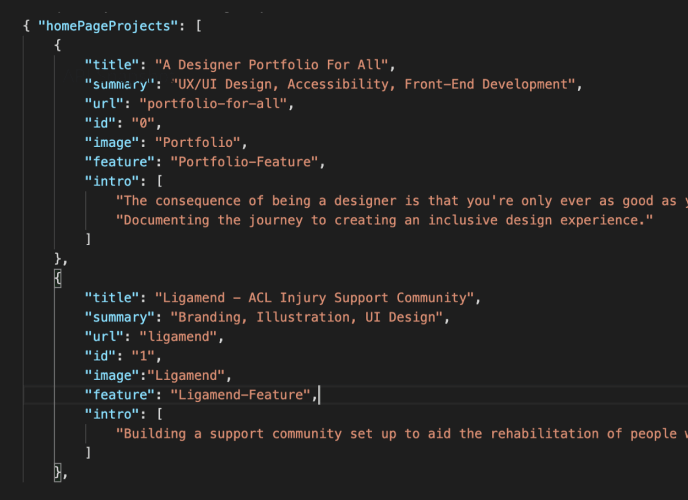 { "homePageProjects": [
{
"title": "A Designer Portfolio For All",
"summary": "UX/UI Design, Accessibility, Front-End Development",
"url": "portfolio-for-all",
"id": "0",
"image": "Portfolio",
"feature": "Portfolio-Feature",
"intro": [
"The consequence of being a designer is that you're only ever as good as
"Documenting the journey to creating an inclusive design experience."
]
},
{
"title": "Ligamend - ACL Injury Support Community",
"summary": "Branding, Illustration, UI Design",
"url": "ligamend",
"id": "1",
"image":"Ligamend",
"feature": "Ligamend-Feature",
"intro": [
"Building a support community set up to aid the rehabilitation of people
]
},